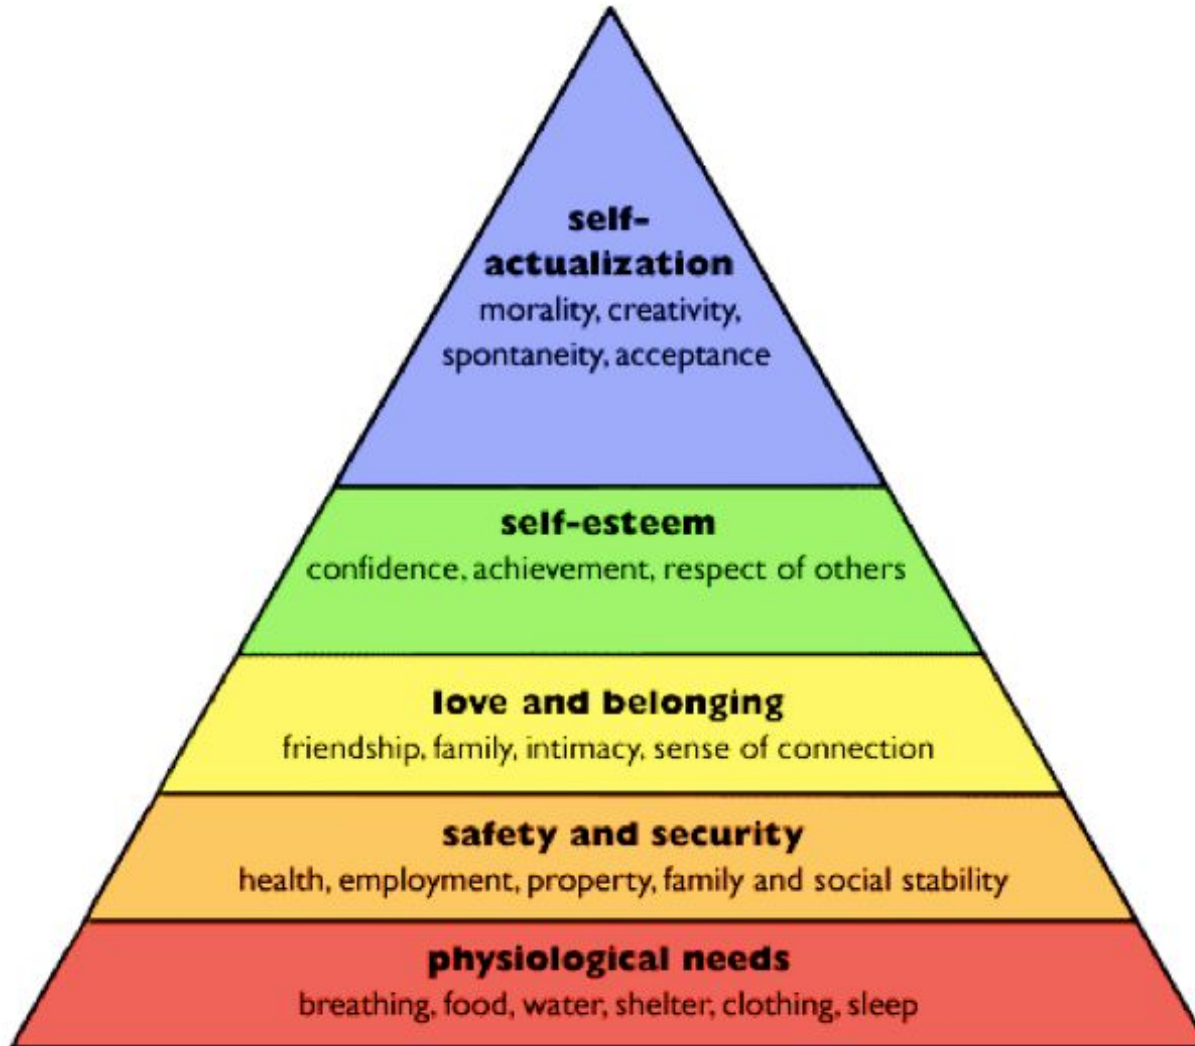 self-
actualization
morality, creativity,
spontaneity, acceptance
self-esteem
confidence, achievement, respect of others
love and belonging
friendship, family, intimacy, sense of connection
safety and security
health, employment, property, family and social stability
physiological needs
breathing, food, water, shelter, clothing, sleep